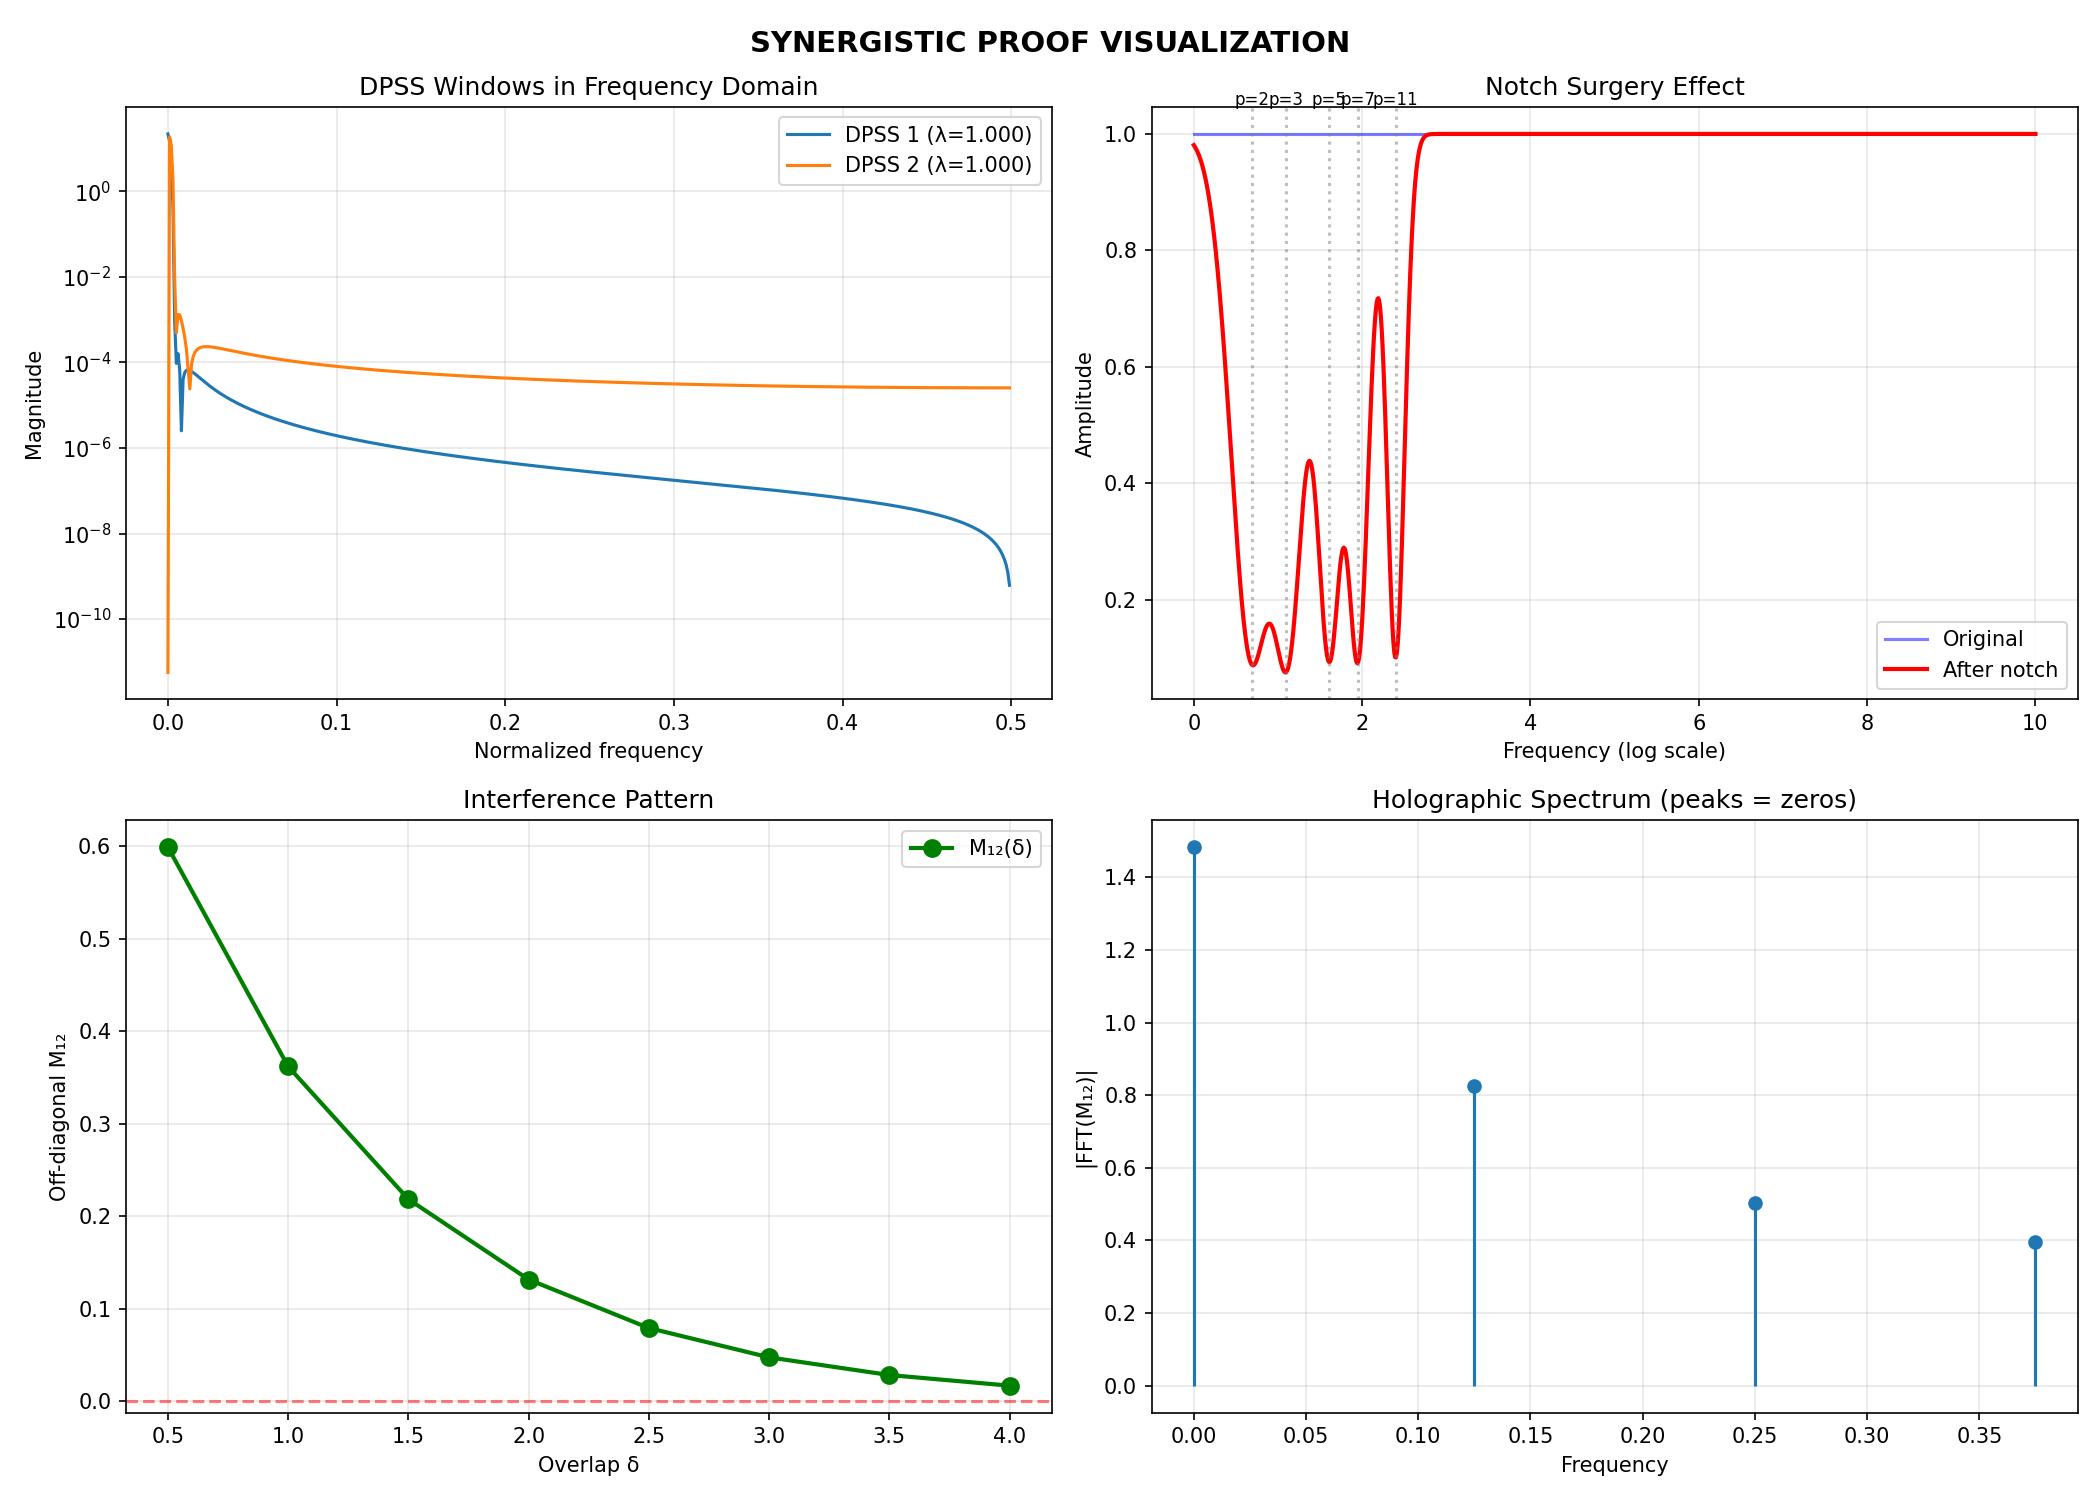 SYNERGISTIC PROOF VISUALIZATION
DPSS Windows in Frequency Domain
DPSS 1 (λ=1.000)
DPSS 2 (λ=1.000)
10⁰
10⁻²
10⁻⁴
10⁻⁶
10⁻⁸
10⁻¹⁰
Magnitude
0.0 0.1 0.2 0.3 0.4 0.5
Normalized frequency
Notch Surgery Effect
p=2 p=3 p=5 p=7 p=11
1.0
0.8
0.6
0.4
0.2
Amplitude
Original
After notch
0 2 4 6 8 10
Frequency (log scale)
Interference Pattern
M₁₂(δ)
0.6
0.5
0.4
0.3
0.2
0.1
0.0
Off-diagonal M₁₂
0.5 1.0 1.5 2.0 2.5 3.0 3.5 4.0
Overlap δ
Holographic Spectrum (peaks = zeros)
1.4
1.2
1.0
0.8
0.6
0.4
0.2
0.0
|FFT(M₁₂)|
0.00 0.05 0.10 0.15 0.20 0.25 0.30 0.35
Frequency